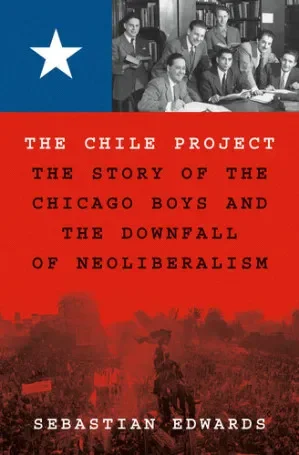 THE CHILE PROJECT
THE STORY OF THE
CHICAGO BOYS AND
THE DOWNFALL
OF NEOLIBERALISM
SEBASTIAN EDWARDS